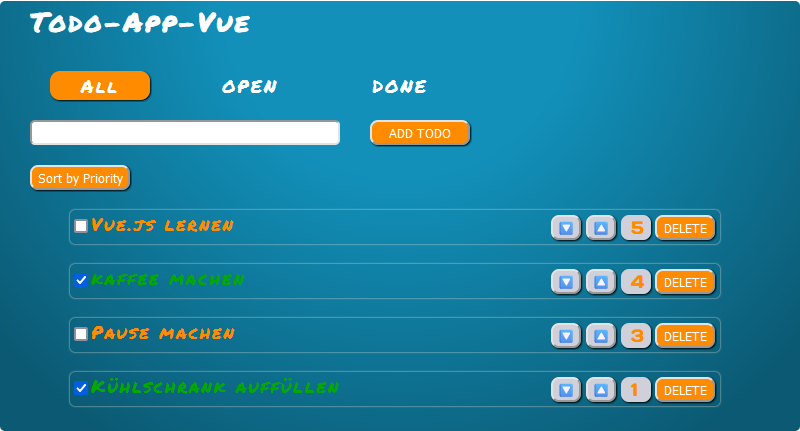 Todo-App-Vue
All OPEN DONE
ADD TODO
Sort by Priority
Vue.js lernen 5 DELETE
kaffee machen 4 DELETE
Pause machen 3 DELETE
Kühlschrank auffüllen 1 DELETE